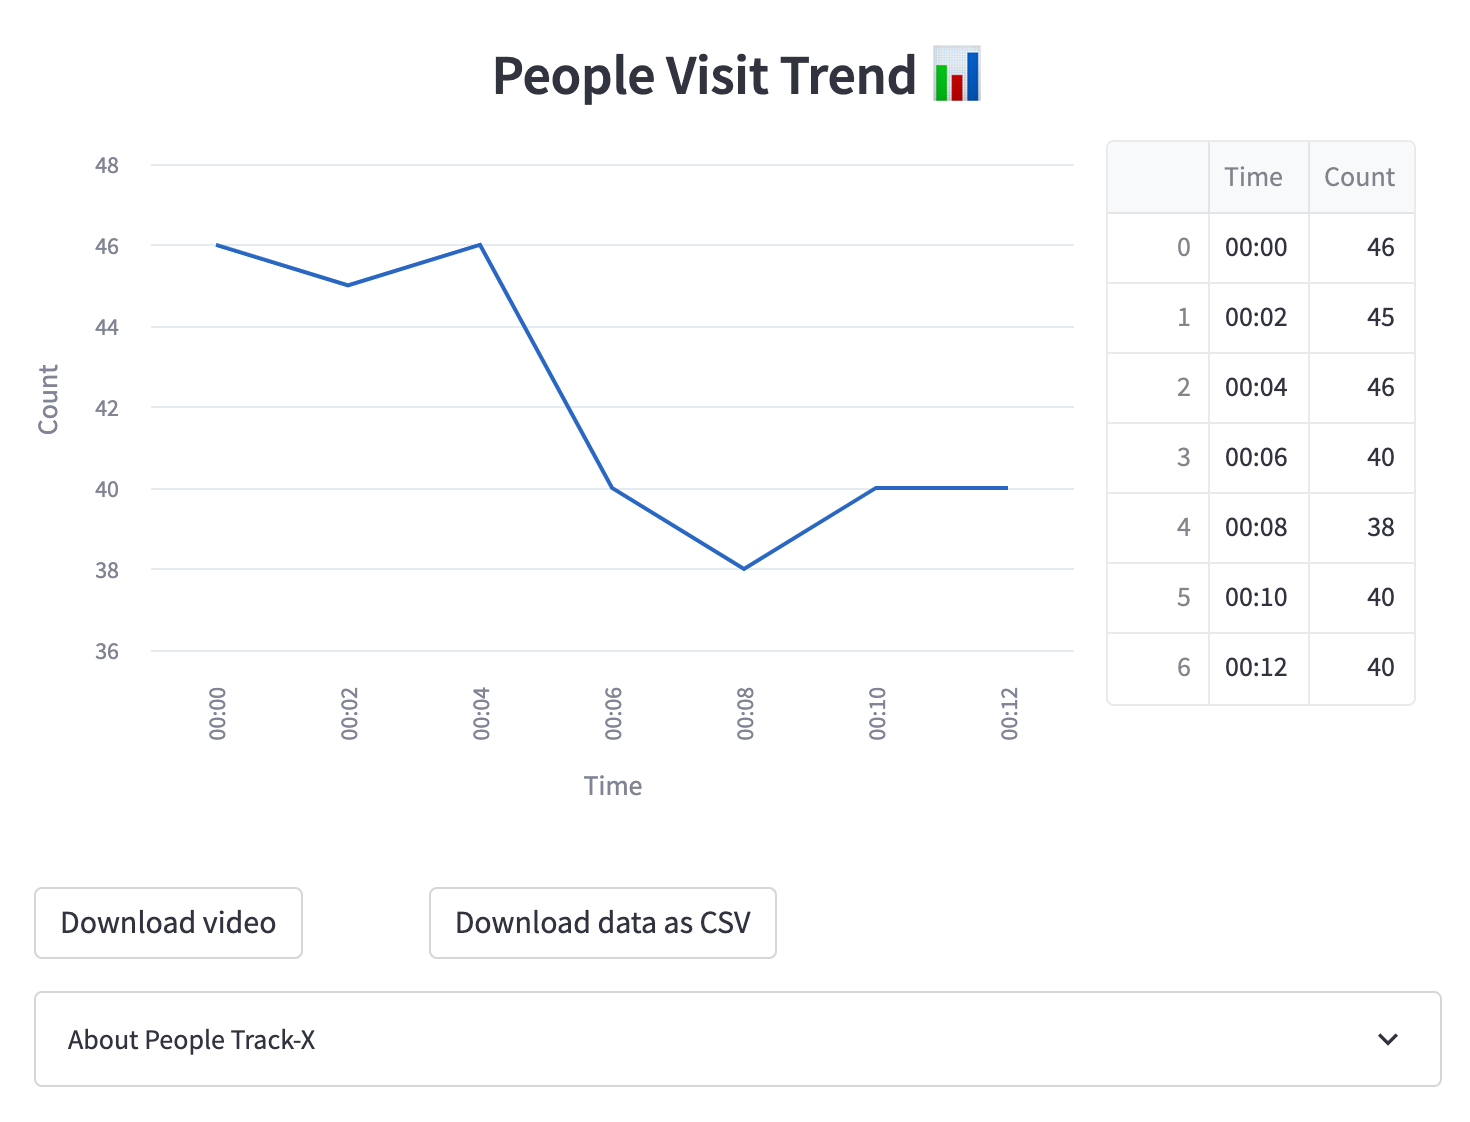 People Visit Trend
48
46
44
42
40
38
36
Count
00:00
00:02
00:04
00:06
00:08
00:10
00:12
Time
Time Count
0 00:00 46
1 00:02 45
2 00:04 46
3 00:06 40
4 00:08 38
5 00:10 40
6 00:12 40
Download video
Download data as CSV
About People Track-X